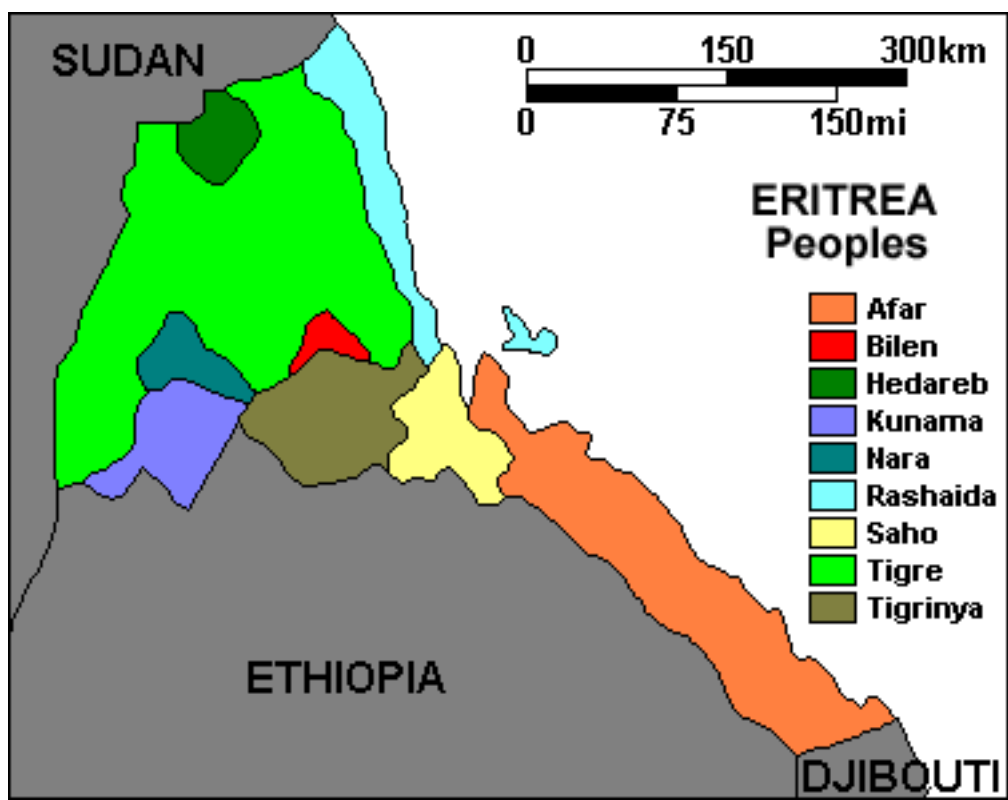 SUDAN
0 150 300km
0 75 150mi
ERITREA
Peoples
Afar
Bilen
Hedareb
Kunama
Nara
Rashaida
Saho
Tigre
Tigrinya
ETHIOPIA
DJIBOUTI